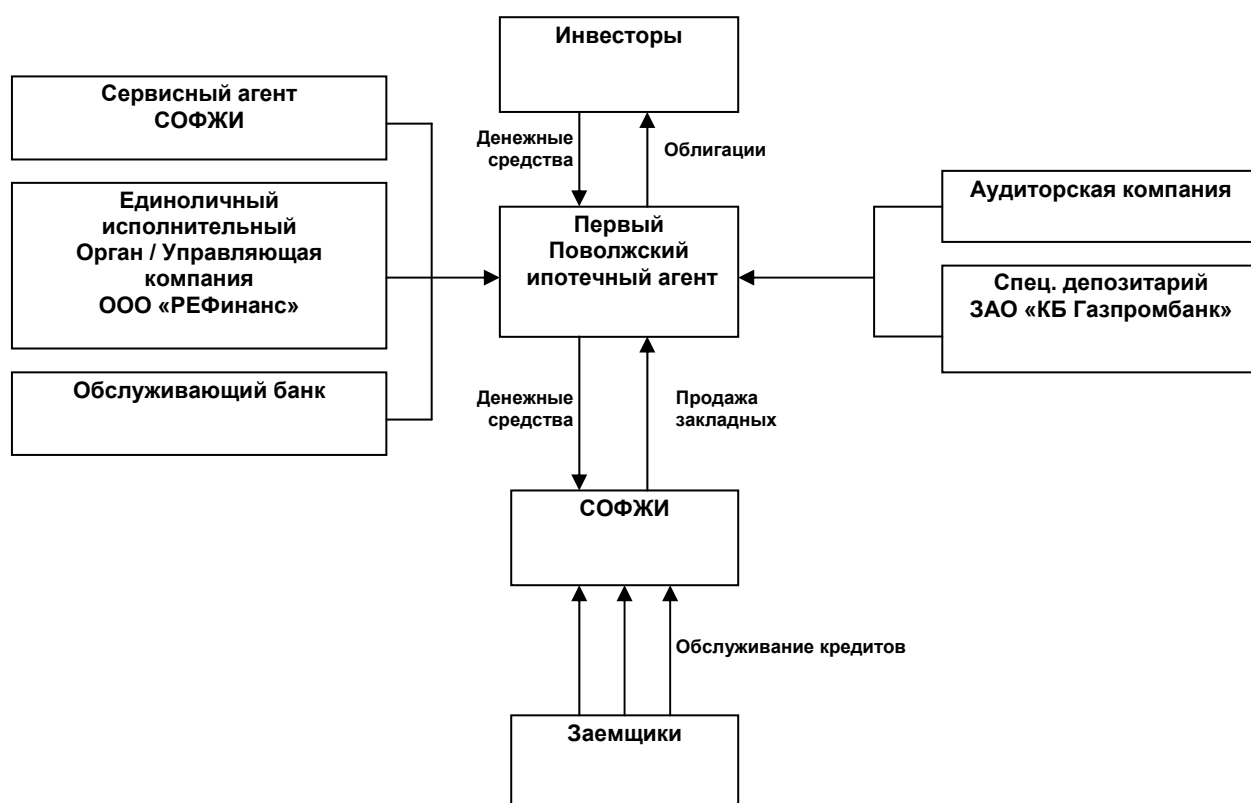 Инвесторы
Сервисный агент
СОФЖИ
Денежные
средства
Облигации
Единоличный
исполнительный
Орган / Управляющая
компания
ООО «РЕФинанс»
Первый
Поволжский
ипотечный агент
Аудиторская компания
Спец. депозитарий
ЗАО «КБ Газпромбанк»
Обслуживающий банк
Денежные
средства
Продажа
закладных
СОФЖИ
Обслуживание кредитов
Заемщики